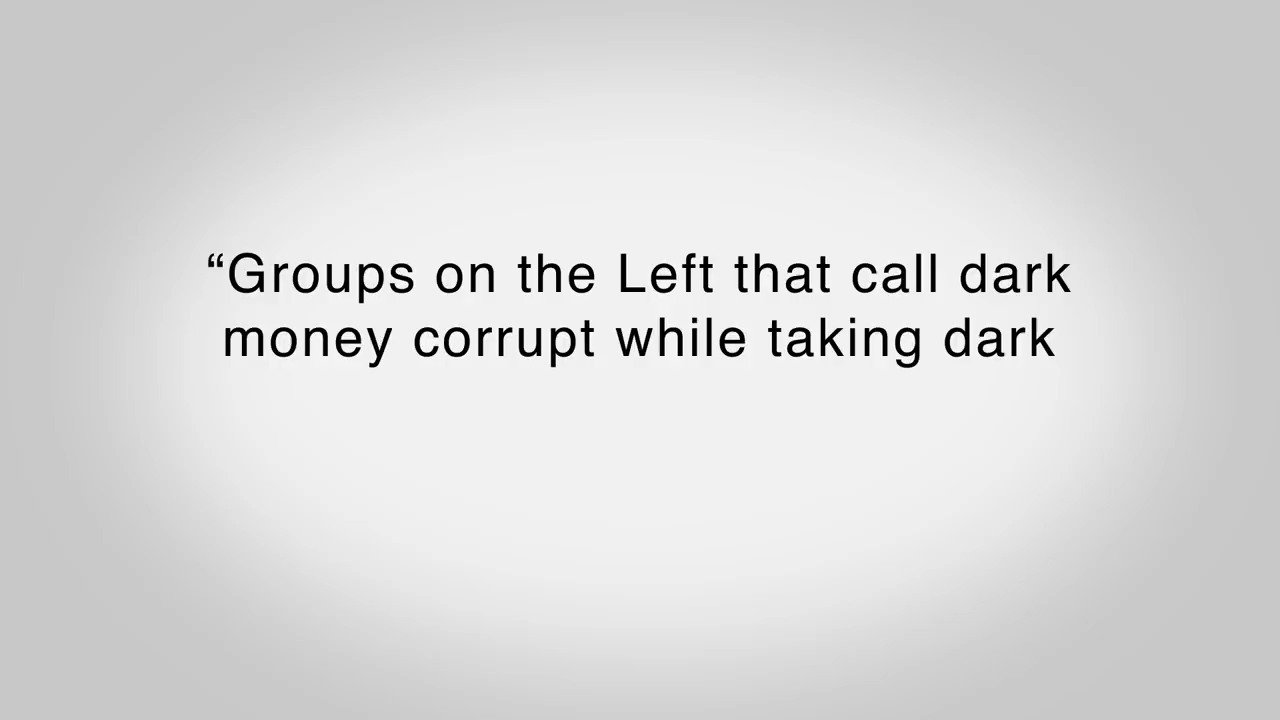 “Groups on the Left that call dark
money corrupt while taking dark